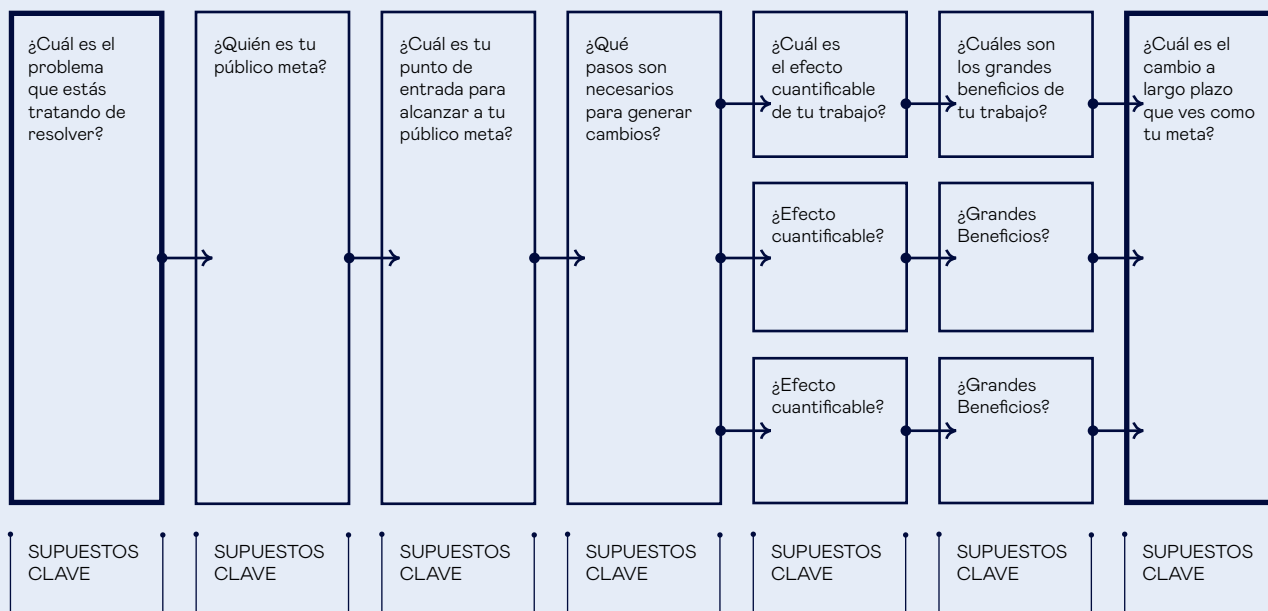 ¿Cuál es el
problema
que estás
tratando de
resolver?
¿Quién es tu
público meta?
¿Cuál es tu
punto de
entrada para
alcanzar a tu
público meta?
¿Qué
pasos son
necesarios
para generar
cambios?
¿Cuál es
el efecto
cuantificable
de tu trabajo?
¿Cuáles son
los grandes
beneficios de
tu trabajo?
¿Efecto
cuantificable?
¿Grandes
Beneficios?
¿Efecto
cuantificable?
¿Grandes
Beneficios?
¿Cuál es el
cambio a
largo plazo
que ves como
tu meta?
SUPUESTOS
CLAVE
SUPUESTOS
CLAVE
SUPUESTOS
CLAVE
SUPUESTOS
CLAVE
SUPUESTOS
CLAVE
SUPUESTOS
CLAVE
SUPUESTOS
CLAVE